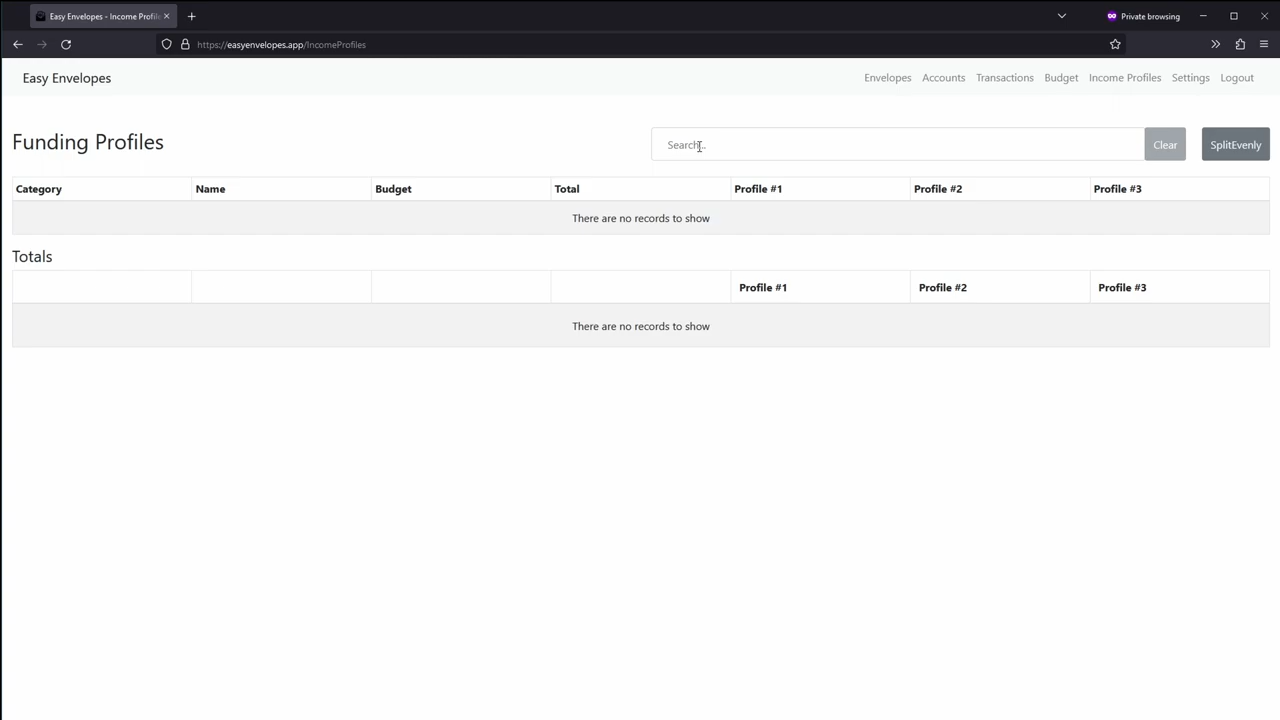 Easy Envelopes - Income Profil
Private browsing
https://easyenvelopes.app/IncomeProfiles
Easy Envelopes
Envelopes Accounts Transactions Budget Income Profiles Settings Logout
Funding Profiles
Search..
Clear
SplitEvenly
Category Name Budget Total Profile #1 Profile #2 Profile #3
There are no records to show
Totals
Profile #1 Profile #2 Profile #3
There are no records to show